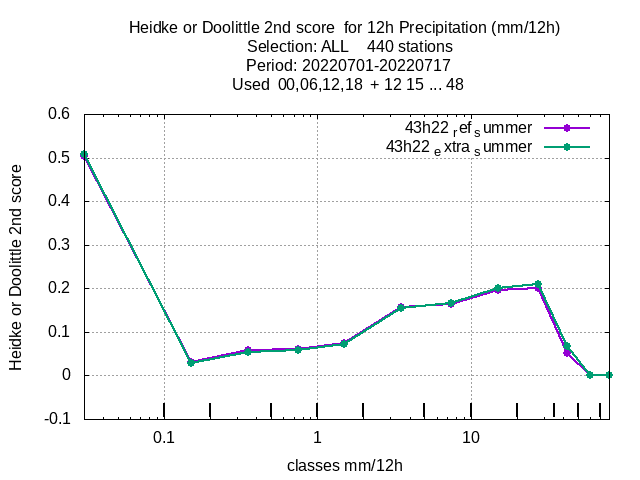 Heidke or Doolittle 2nd score  for 12h Precipitation (mm/12h)
Selection: ALL    440 stations
Period: 20220701-20220717
Used  00,06,12,18  + 12 15 ... 48
43h22 ref summer
43h22 extra summer
0.6
0.5
0.4
0.3
0.2
0.1
0
-0.1
Heidke or Doolittle 2nd score
0.1 1 10
classes mm/12h